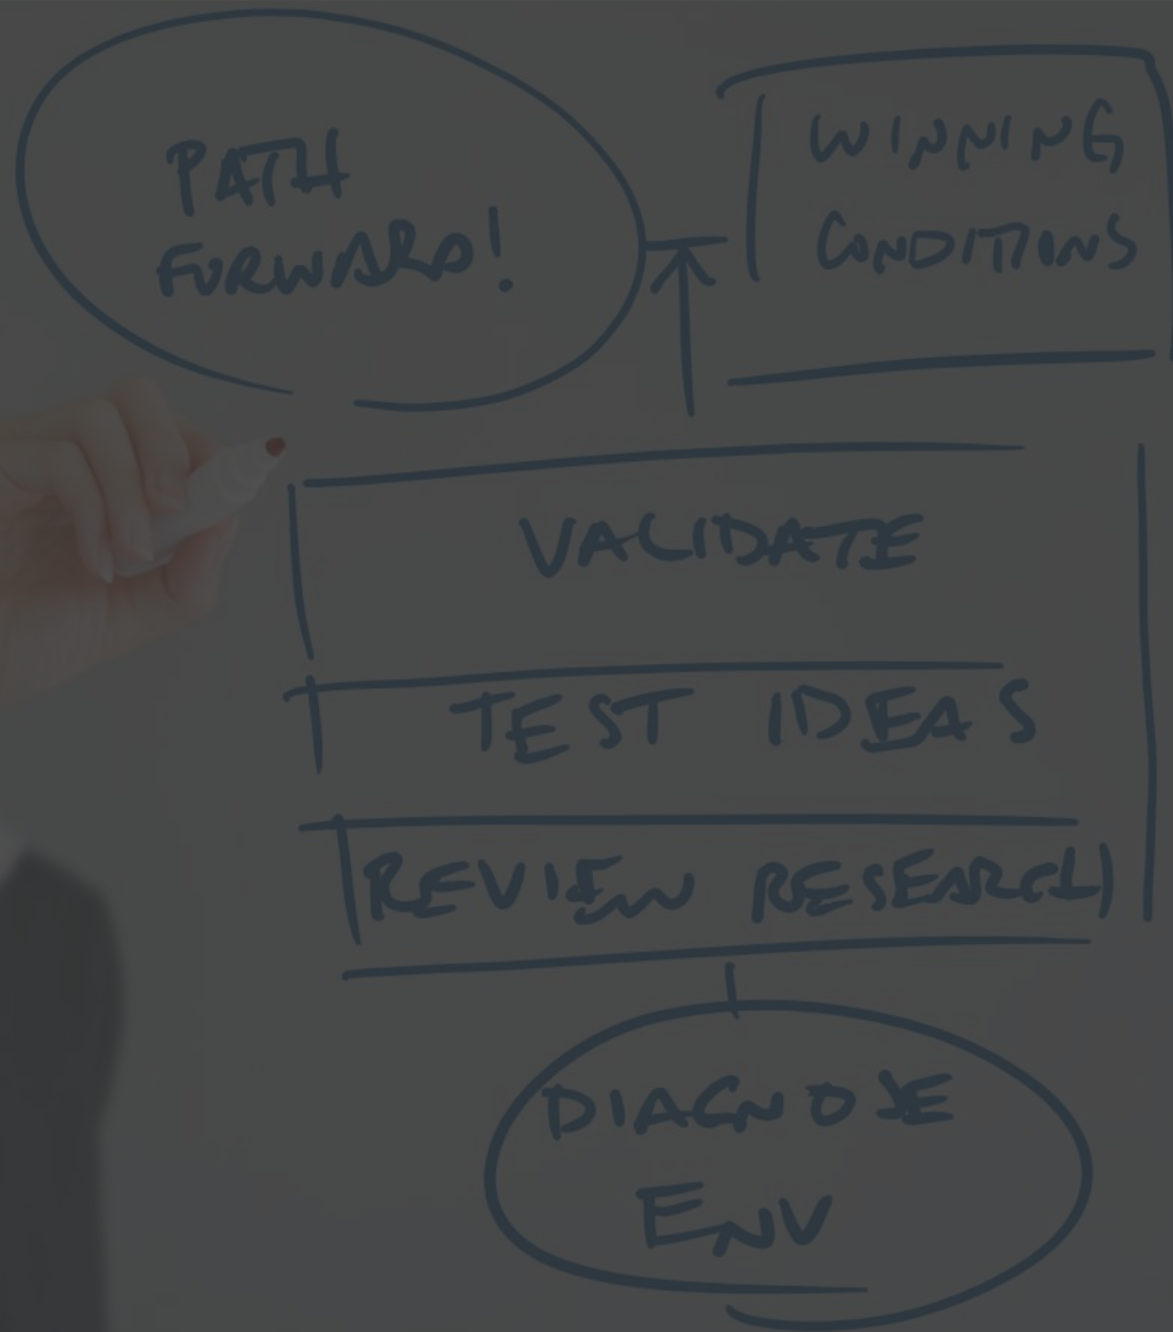 PATH
FORWARD!
WINNING
CONDITIONS
VALIDATE
TEST IDEAS
REVIEW RESEARCH
DIAGNOSE
ENV